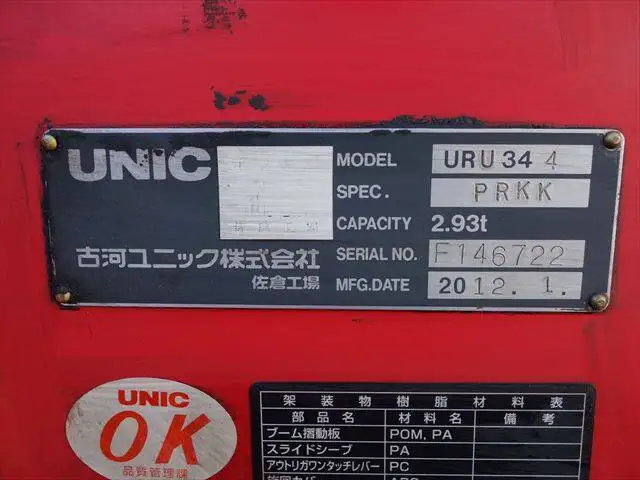 UNIC
MODEL URU34 4
SPEC. PRKK
CAPACITY 2.93t
古河ユニック株式会社
SERIAL NO. F146722
佐倉工場
MFG.DATE 2012. 1.
UNIC
OK
品質管理課
架装物樹脂材料表
部品名 材料名 備考
ブーム摺動板 POM, PA
スライドシーブ PA
アウトリガワンタッチレバー PC